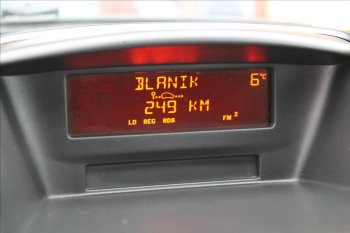 BLANIK 6°C
249 KM
LO REG RDS FM 2